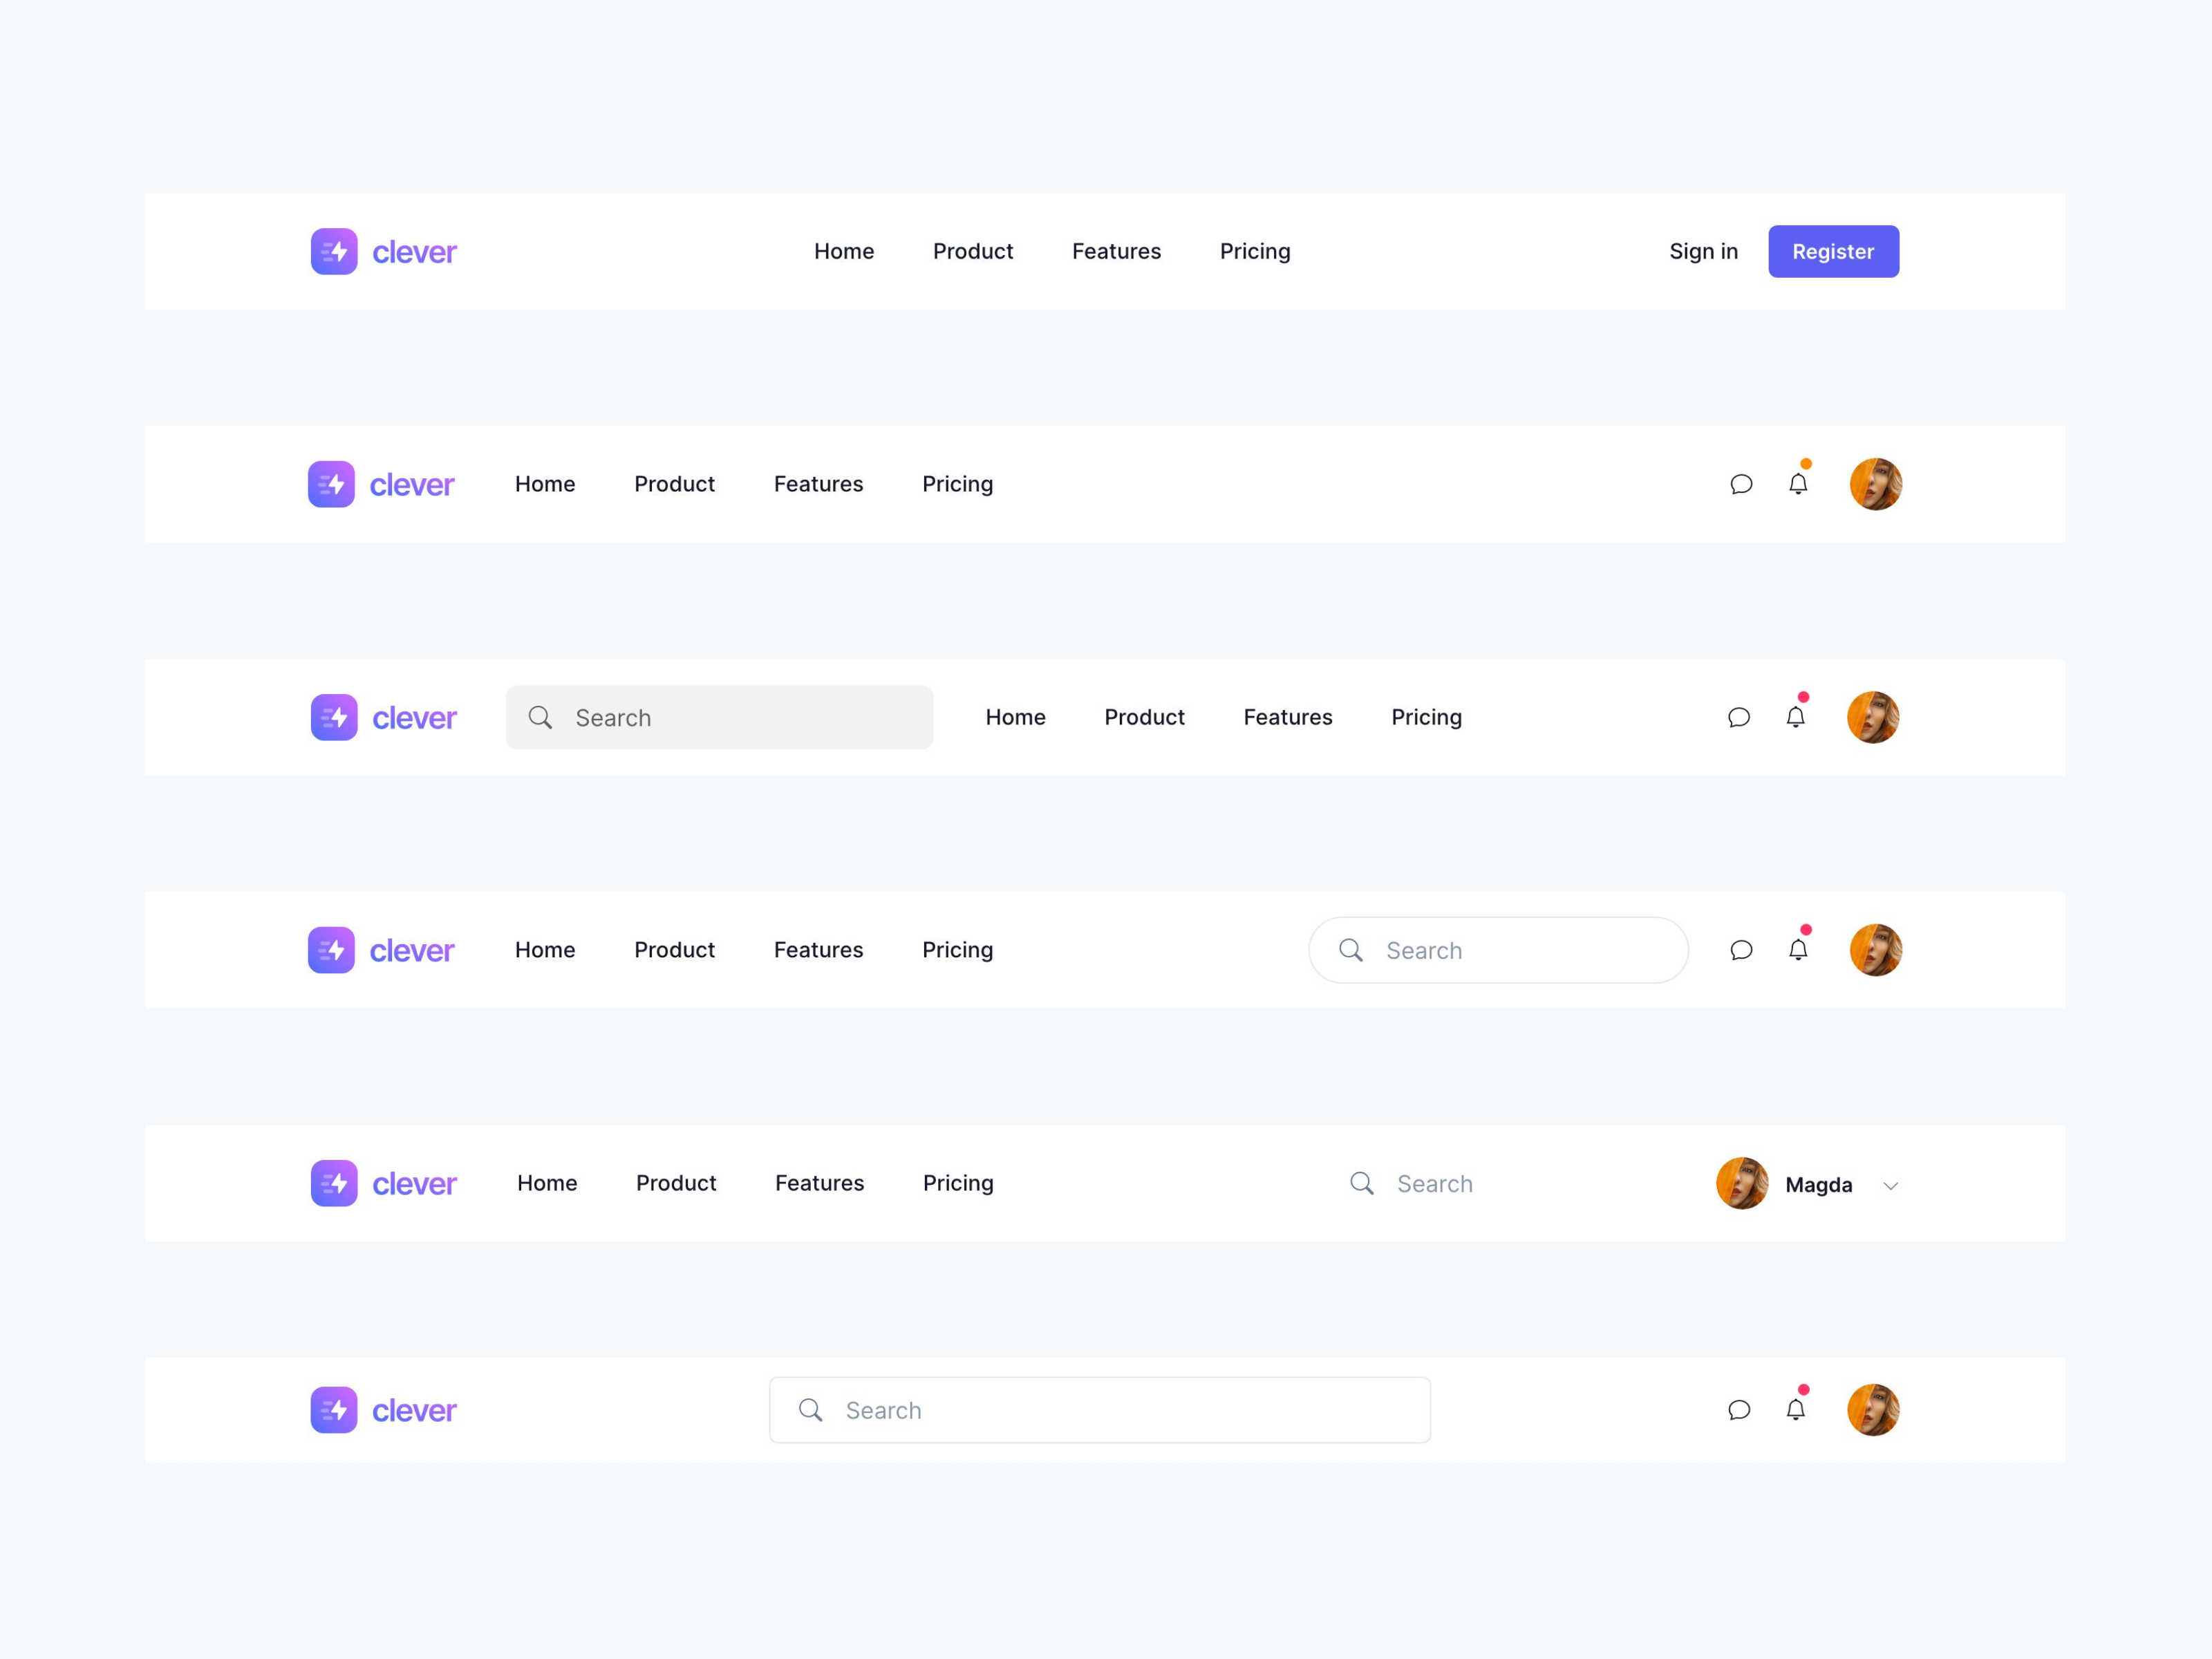 clever Home Product Features Pricing Sign in Register
clever Home Product Features Pricing
clever Search Home Product Features Pricing
clever Home Product Features Pricing Search
clever Home Product Features Pricing Search Magda
clever Search